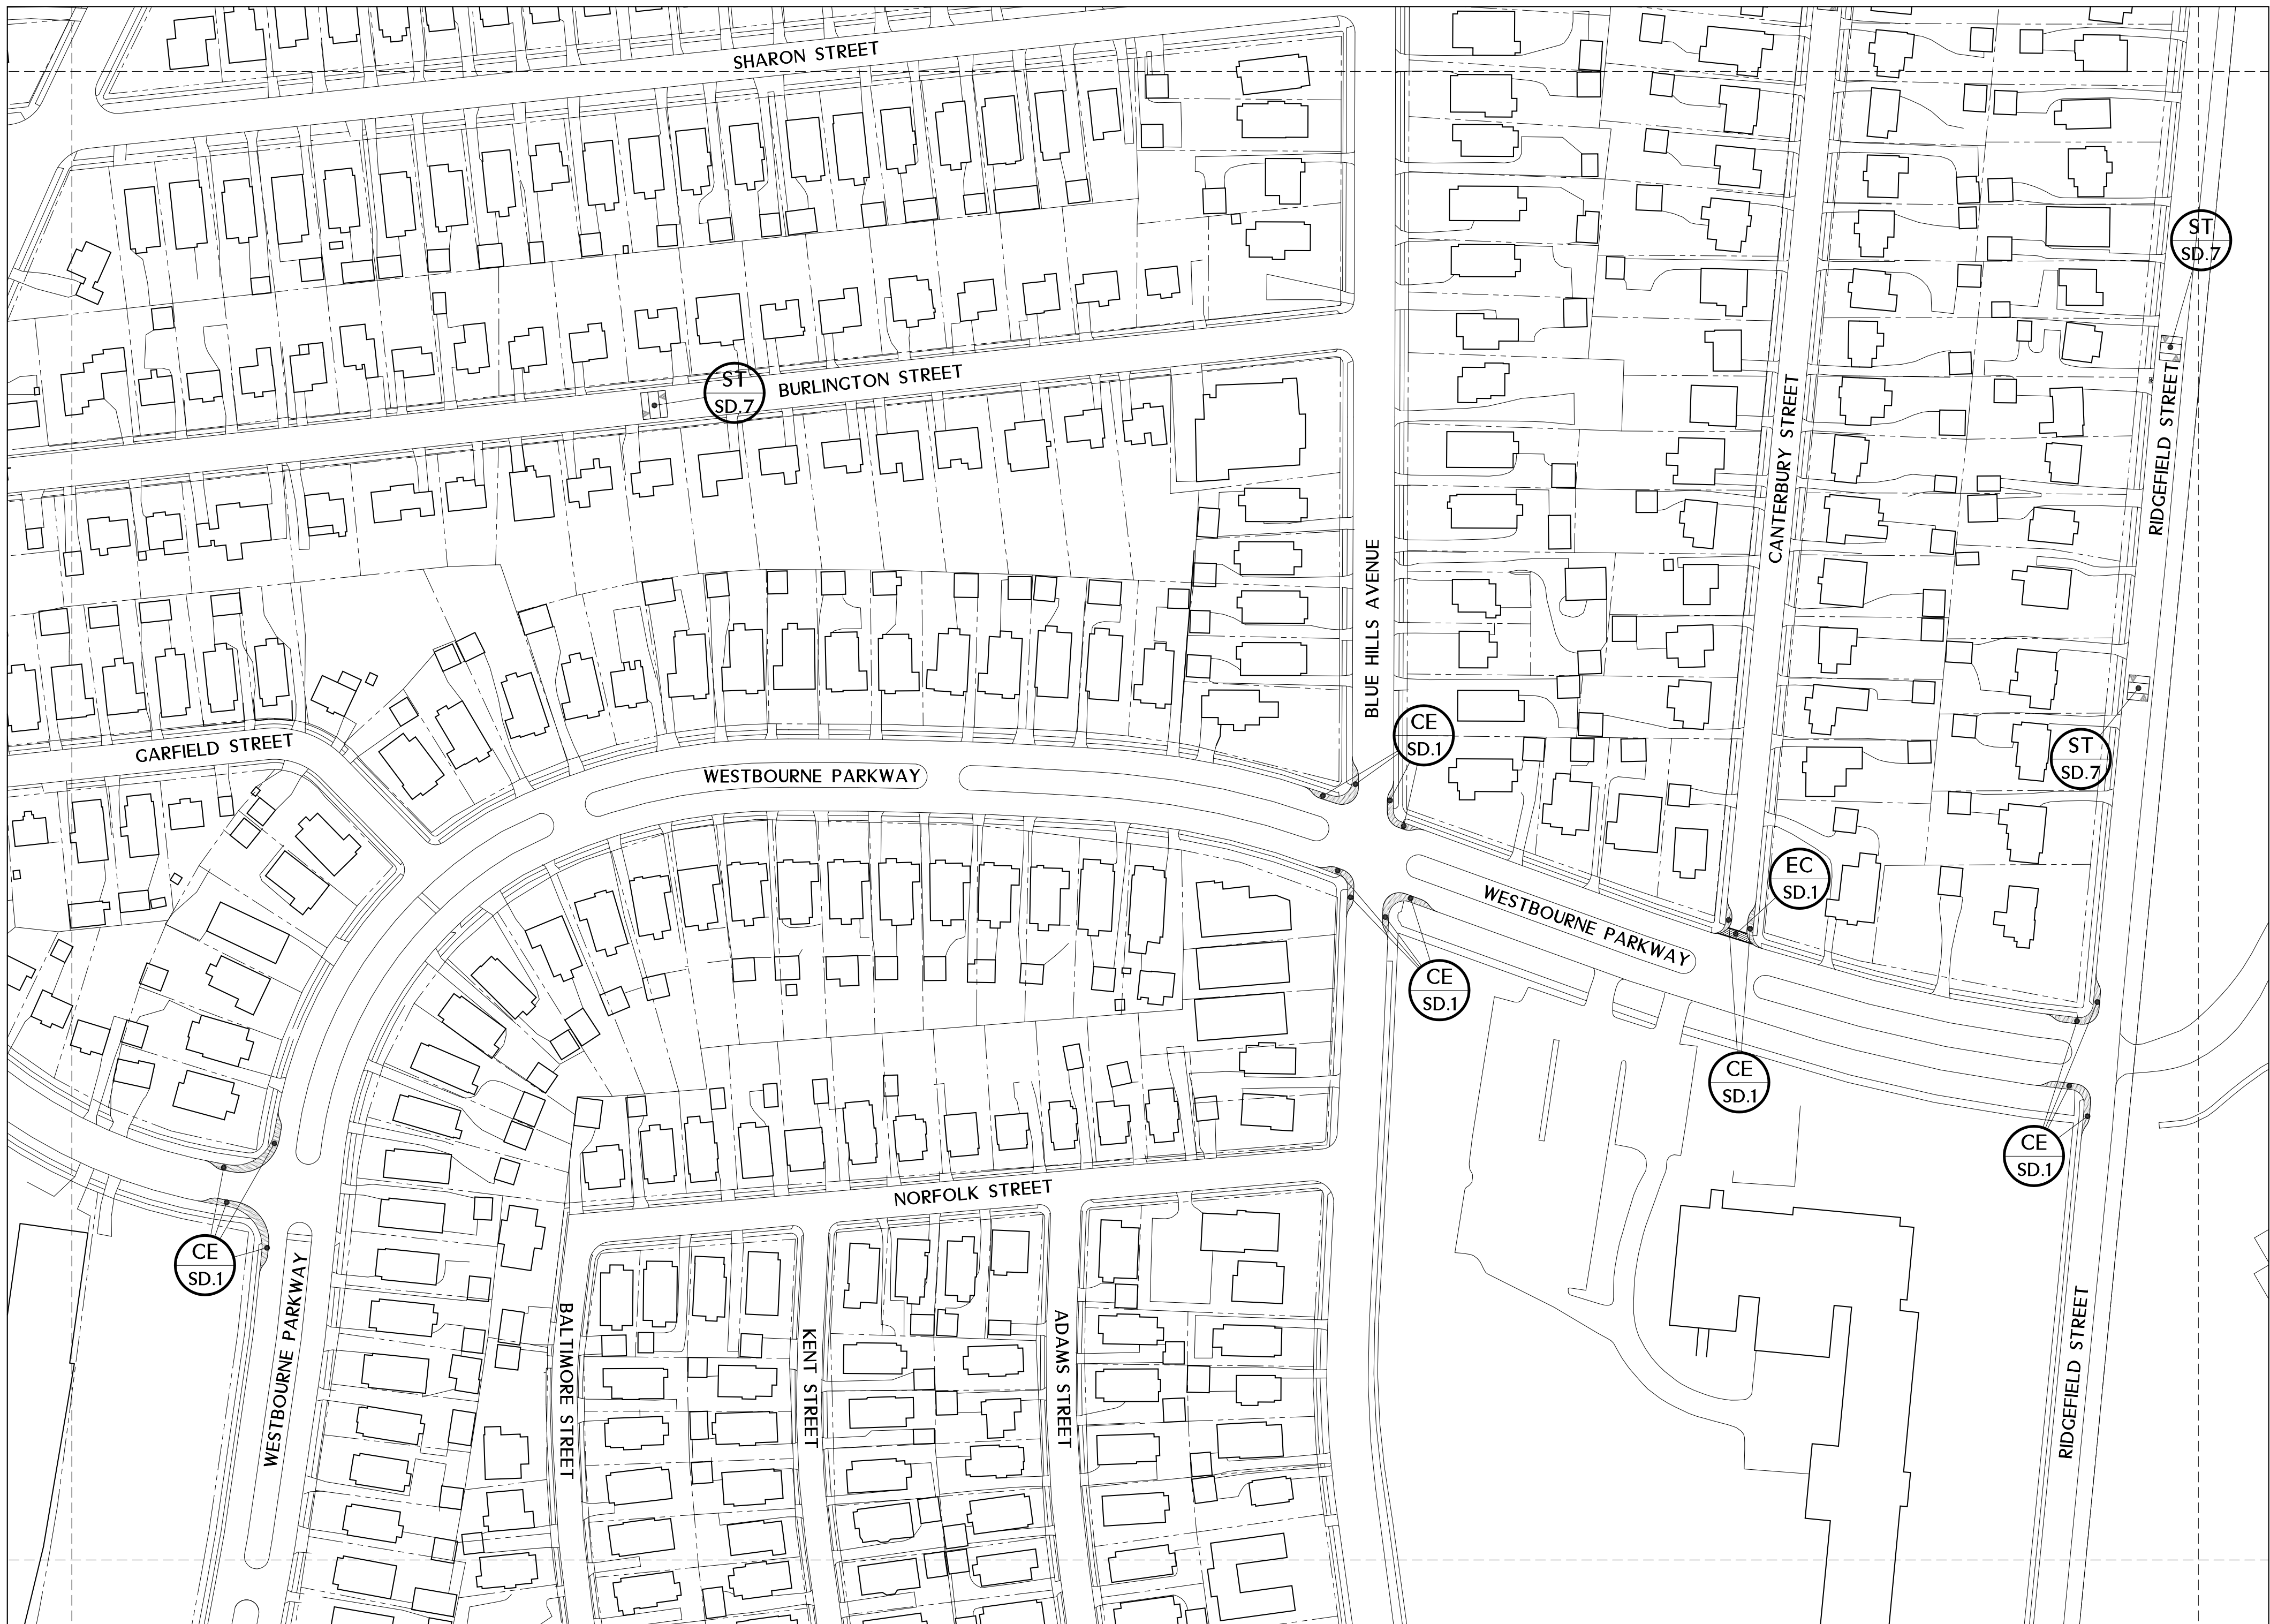 SHARON STREET
ST
SD.7
ST
SD.7
BURLINGTON STREET
RIDGEFIELD STREET
CANTERBURY STREET
BLUE HILLS AVENUE
CE
SD.1
GARFIELD STREET
WESTBOURNE PARKWAY
ST
SD.7
EC
SD.1
WESTBOURNE PARKWAY
CE
SD.1
CE
SD.1
CE
SD.1
NORFOLK STREET
CE
SD.1
WESTBOURNE PARKWAY
BALTIMORE STREET
KENT STREET
ADAMS STREET
RIDGEFIELD STREET